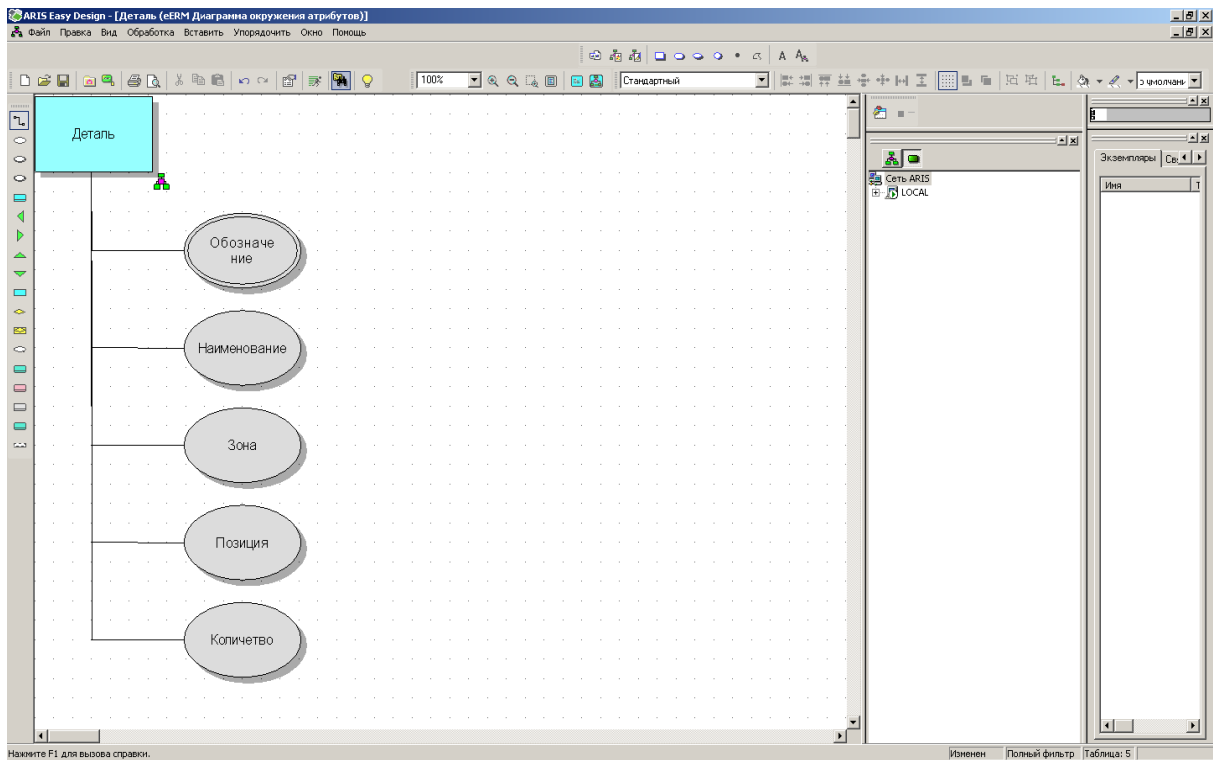 ARIS Easy Design - [Деталь (eERM Диаграмма окружения атрибутов)]
Файл Правка Вид Обработка Вставить Упорядочить Окно Помощь
100%
Стандартный
о умолчани
Деталь
Обозначе
ние
Наименование
Зона
Позиция
Количетво
Сеть ARIS
LOCAL
Экземпляры
Имя
Нажмите F1 для вызова справки.
Изменен Полный фильтр Таблица: 5